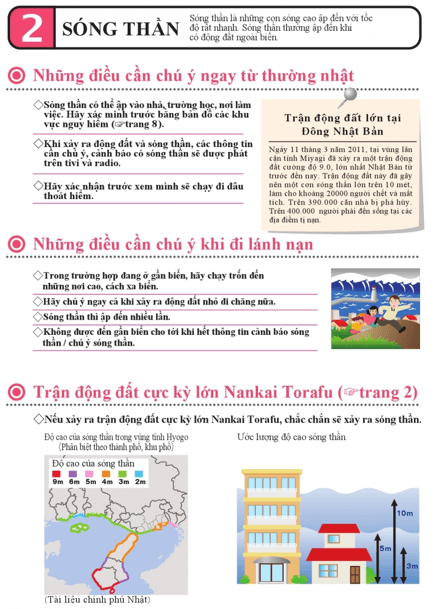 2
SÓNG THẦN
Sóng thần là những cọn sóng cao ập đến với tốc
độ rất nhanh. Sóng thần thường ập đến khi
có động đất ngoài biển.
Những điều cần chú ý ngay từ thường nhật
◇Sóng thần có thể ập vào nhà, trường học, nơi làm
việc. Hãy xác minh trước bằng bản đồ các khu
vực nguy hiểm (☞trang 8).
◇Khi xảy ra động đất và sóng thần, các thông tin
cần chú ý, cảnh báo có sóng thần sẽ được phát
trên tivi và radio.
◇Hãy xác nhận trước xem mình sẽ chạy đi đâu
thoát hiểm.
Trận động đất lớn tại
Đông Nhật Bản
Ngày 11 tháng 3 năm 2011, tại vùng lân
cận tỉnh Miyagi đã xảy ra một trận động
đất cường độ 9.0, lớn nhất Nhật Bản từ
trước đến nay. Trận động đất này đã gây
nên một cơn sóng thần lớn trên 10 mét,
làm cho khoảng 20000 người chết và mất
tích. Trên 390.000 căn nhà bị phá hủy.
Trên 400.000 người phải đến sống tại các
địa điểm tị nạn.
Những điều cần chú ý khi đi lánh nạn
◇Trong trường hợp đang ở gần biển, hãy chạy trốn đến
những nơi cao, cách xa biển.
◇Hãy chú ý ngay cả khi xảy ra động đất nhỏ đi chăng nữa.
◇Sóng thần thì ập đến nhiều lần.
◇Không được đến gần biển cho tới khi hết thông tin cảnh báo sóng
thần / chú ý sóng thần.
Trận động đất cực kỳ lớn Nankai Torafu (☞trang 2)
◇Nếu xảy ra trận động đất cực kỳ lớn Nankai Torafu, chắc chắn sẽ xảy ra sóng thần.
Độ cao của sóng thần trong vùng tỉnh Hyogo
(Phân biệt theo thành phố, khu phố)
Độ cao của sóng thần
9m 6m 5m 4m 3m 2m
(Tài liệu chính phủ Nhật)
Ước lượng độ cao sóng thần
10m
5m
3m